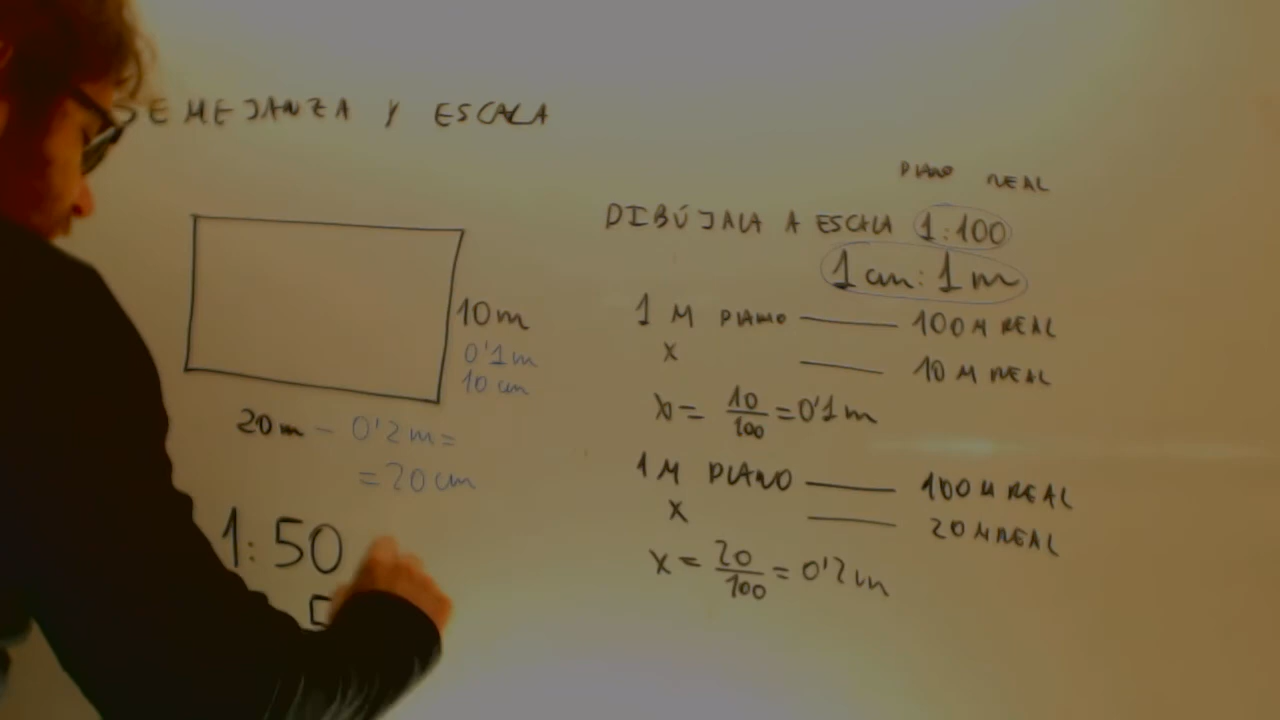 SEMEJANZA Y ESCALA
PLANO REAL
DIBÚJALA A ESCALA 1:100
1 cm: 1 m
10 m
0'1 m
10 cm
20 m - 0'2 m =
= 20 cm
1:50
5
1 M PLANO —— 100 M REAL
X —— 10 M REAL
X = 10/100 = 0'1 m
1 M PLANO —— 100 M REAL
X —— 20 M REAL
X = 20/100 = 0'2 m